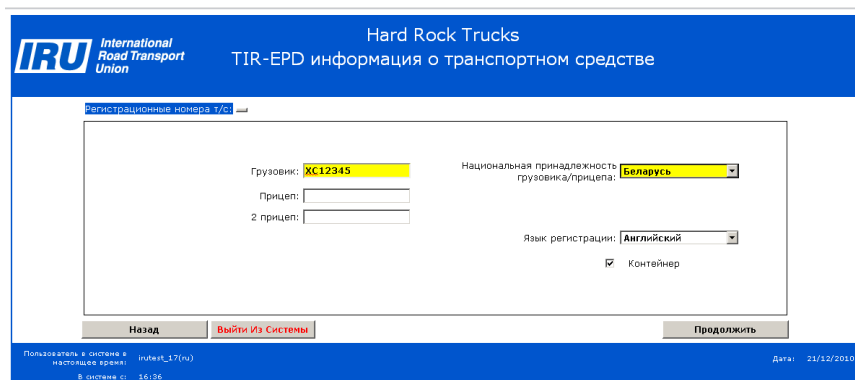 Hard Rock Trucks
IRU International
Road Transport
Union
TIR-EPD информация о транспортном средстве
Регистрационные номера т/с:
Грузовик: XC12345
Национальная принадлежность
грузовика/прицепа: Беларусь
Прицеп:
2 прицеп:
Язык регистрации: Английский
Контейнер
Назад Выйти Из Системы Продолжить
Пользователь в системе в
настоящее время: irutest_17(ru)
Дата: 21/12/2010
В системе с: 16:36